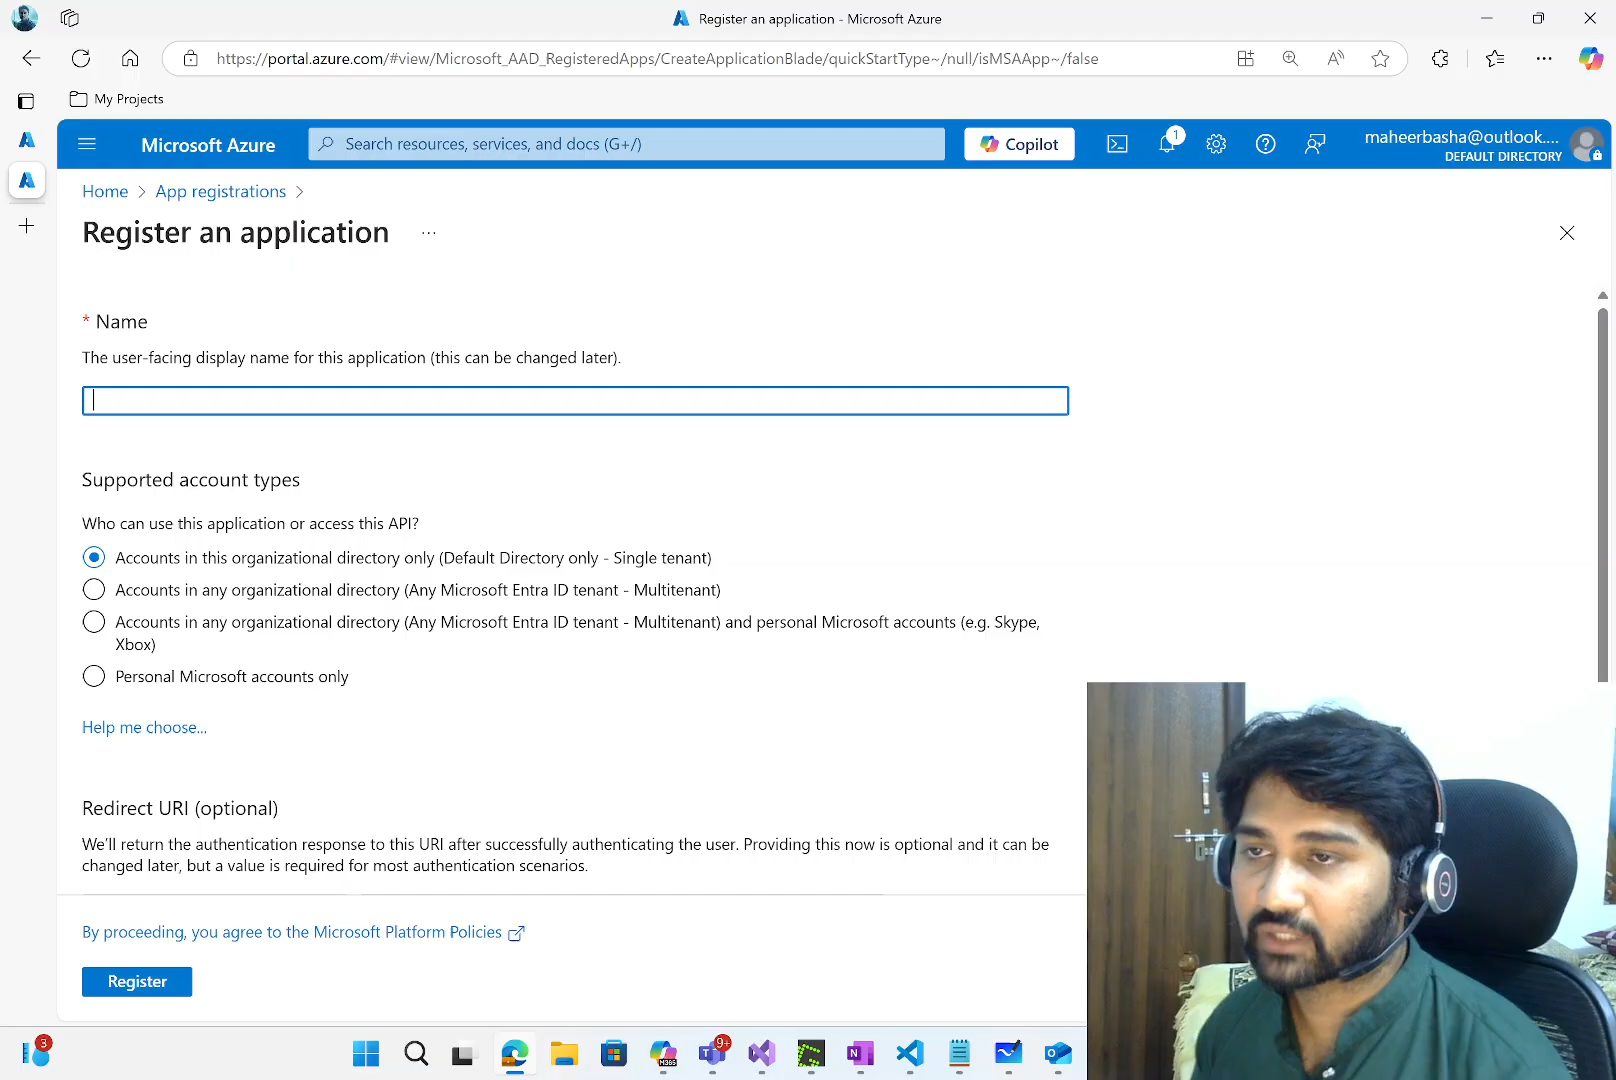 Register an application - Microsoft Azure
https://portal.azure.com/#view/Microsoft_AAD_RegisteredApps/CreateApplicationBlade/quickStartType~/null/isMSAApp~/false
My Projects
Microsoft Azure
Search resources, services, and docs (G+/)
Copilot
1
maheerbasha@outlook....
DEFAULT DIRECTORY
Home > App registrations >
Register an application ...
* Name
The user-facing display name for this application (this can be changed later).
Supported account types
Who can use this application or access this API?
Accounts in this organizational directory only (Default Directory only - Single tenant)
Accounts in any organizational directory (Any Microsoft Entra ID tenant - Multitenant)
Accounts in any organizational directory (Any Microsoft Entra ID tenant - Multitenant) and personal Microsoft accounts (e.g. Skype,
Xbox)
Personal Microsoft accounts only
Help me choose...
Redirect URI (optional)
We'll return the authentication response to this URI after successfully authenticating the user. Providing this now is optional and it can be
changed later, but a value is required for most authentication scenarios.
By proceeding, you agree to the Microsoft Platform Policies
Register
3
M365
9+